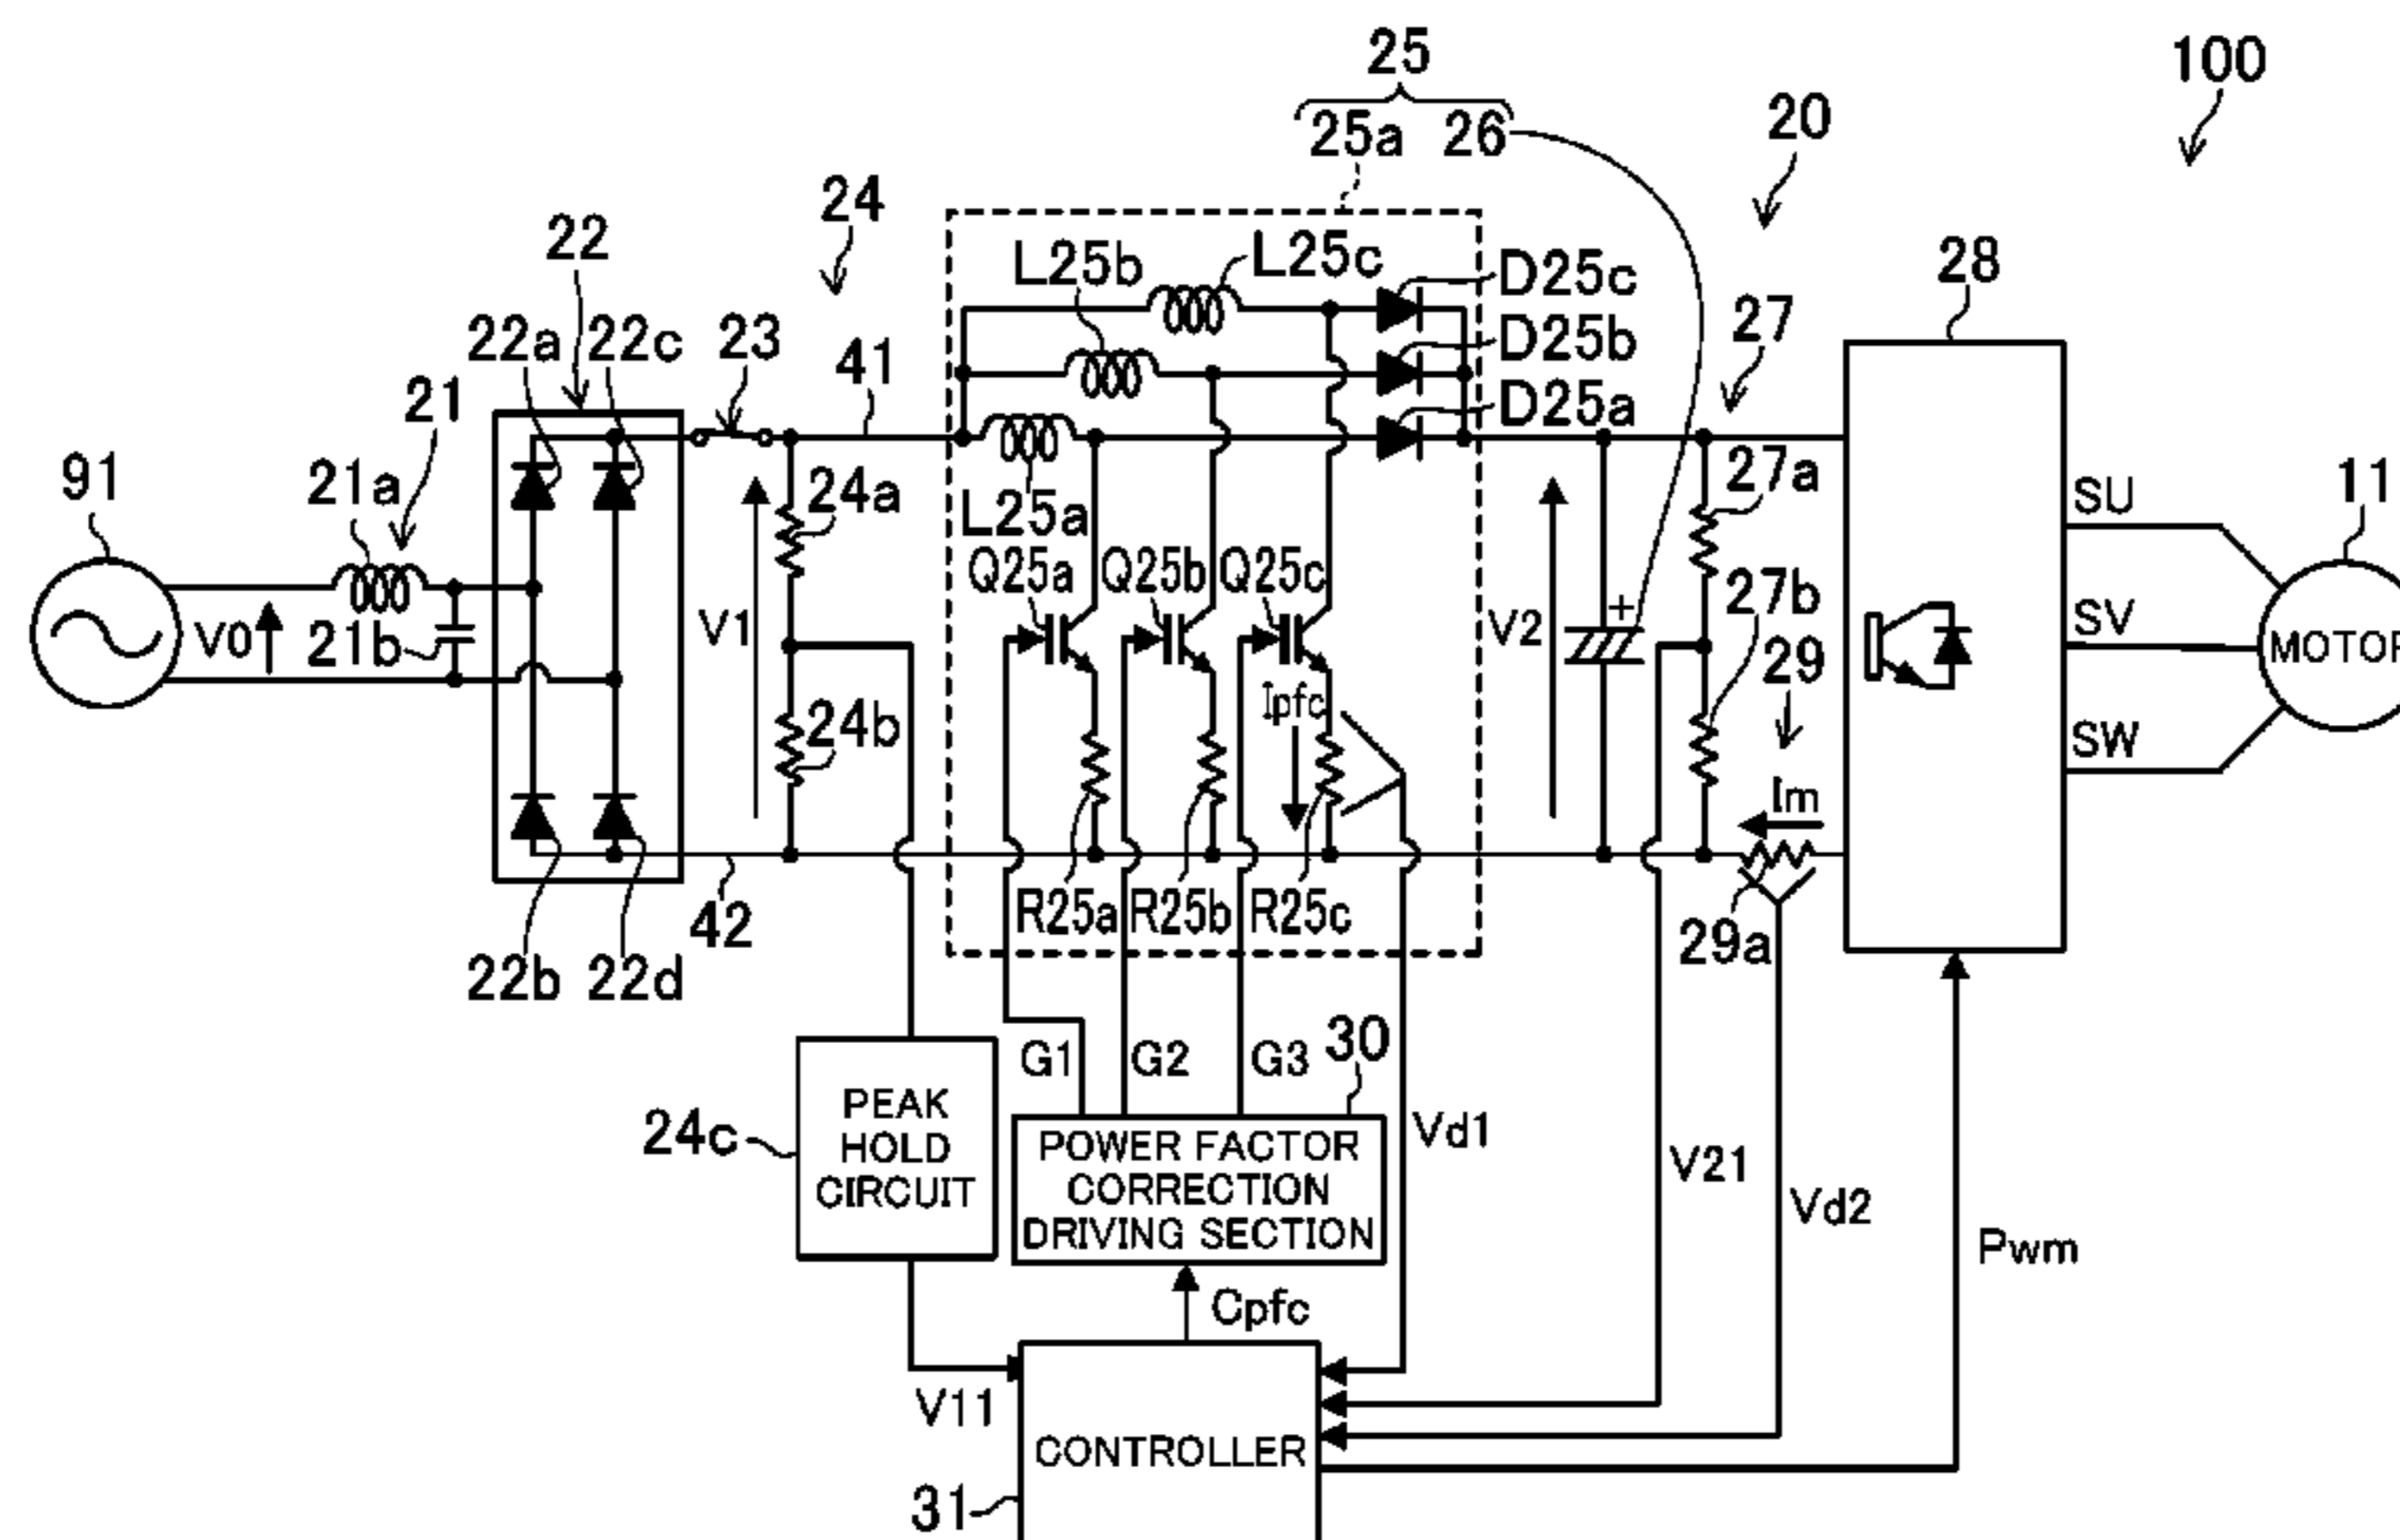 25
100
25a 26
20
24
22
L25b
L25c
D25c
28
22a 22c
23
41
D25b
27
21
D25a
91
21a
24a
27a
SU
11
L25a
Q25a Q25b Q25c
V0
21b
V1
V2
+
27b
SV
MOTOR
29
24b
Ipfc
SW
Im
42
R25a R25b R25c
29a
22b 22d
G1
G2
G3
30
PEAK
HOLD
CIRCUIT
24c
POWER FACTOR
CORRECTION
DRIVING SECTION
Vd1
V21
Vd2
Pwm
Cpfc
V11
CONTROLLER
31